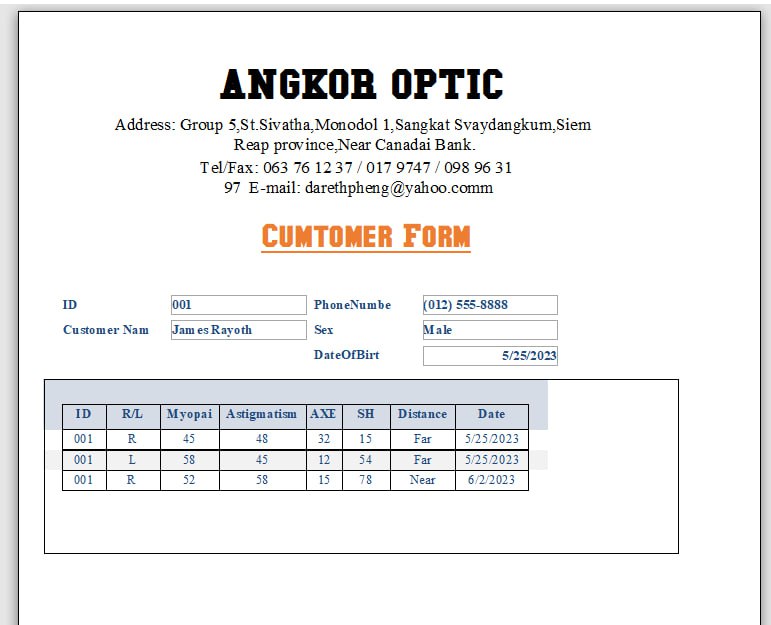 ANGKOR OPTIC
Address: Group 5,St.Sivatha,Monodol 1,Sangkat Svaydangkum,Siem
Reap province,Near Canadai Bank.
Tel/Fax: 063 76 12 37 / 017 9747 / 098 96 31
97 E-mail: darethpheng@yahoo.comm
CUMTOMER FORM
ID 001 PhoneNumbe (012) 555-8888
Customer Nam James Rayoth Sex Male
DateOfBirt 5/25/2023
ID R/L Myopai Astigmatism AXE SH Distance Date
001 R 45 48 32 15 Far 5/25/2023
001 L 58 45 12 54 Far 5/25/2023
001 R 52 58 15 78 Near 6/2/2023